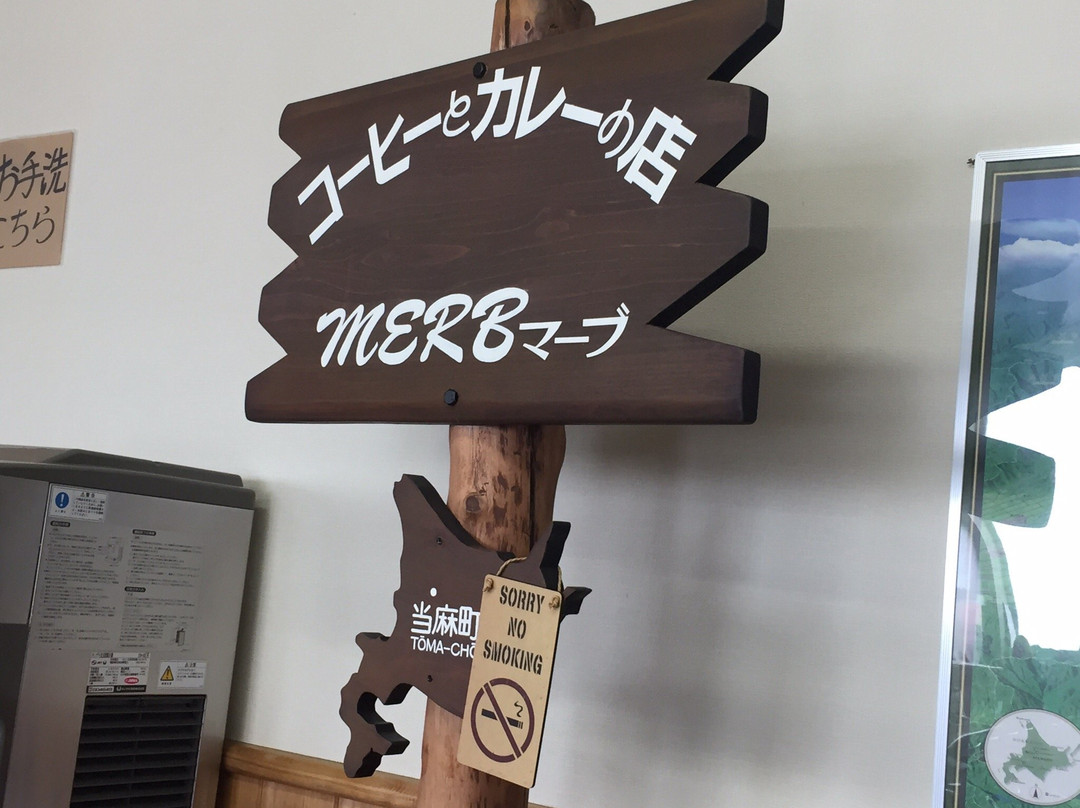 コーヒーとカレーの店
MERBマーブ
お手洗
こちら
当麻町
TŌMA-CHŌ
SORRY
NO
SMOKING